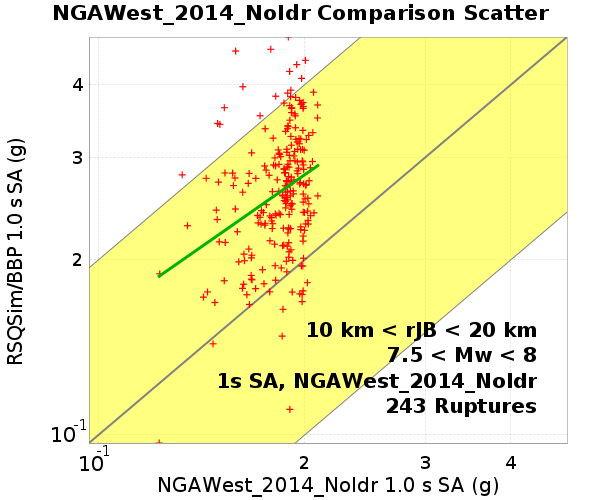 NGAWest_2014_NoIdr Comparison Scatter
RSQSim/BBP 1.0 s SA (g)
4
3
2
10-1
10 km < rJB < 20 km
7.5 < Mw < 8
1s SA, NGAWest_2014_NoIdr
243 Ruptures
10-1 2 3 4
NGAWest_2014_NoIdr 1.0 s SA (g)